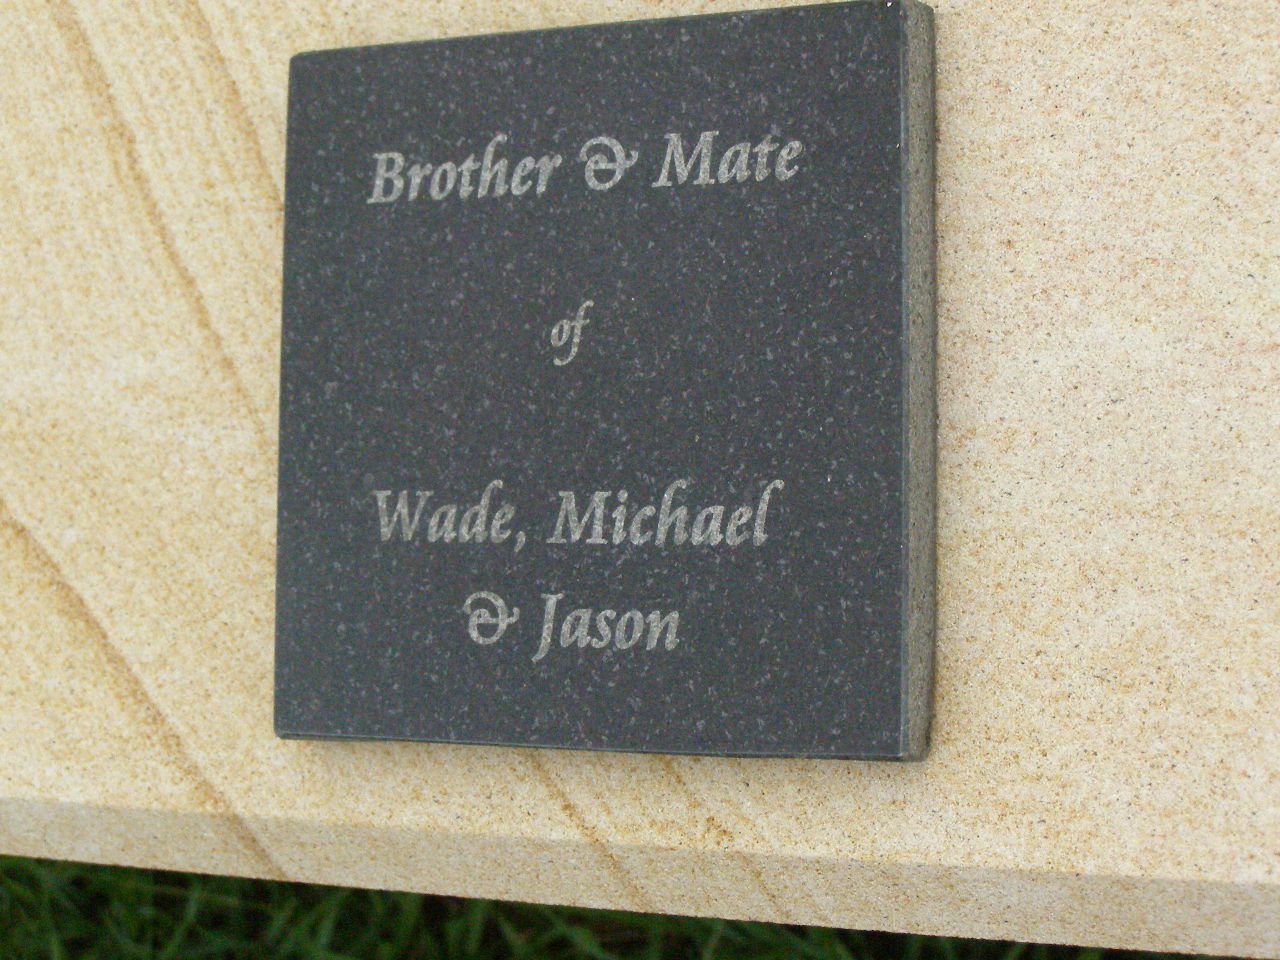 Brother & Mate
of
Wade, Michael
& Jason